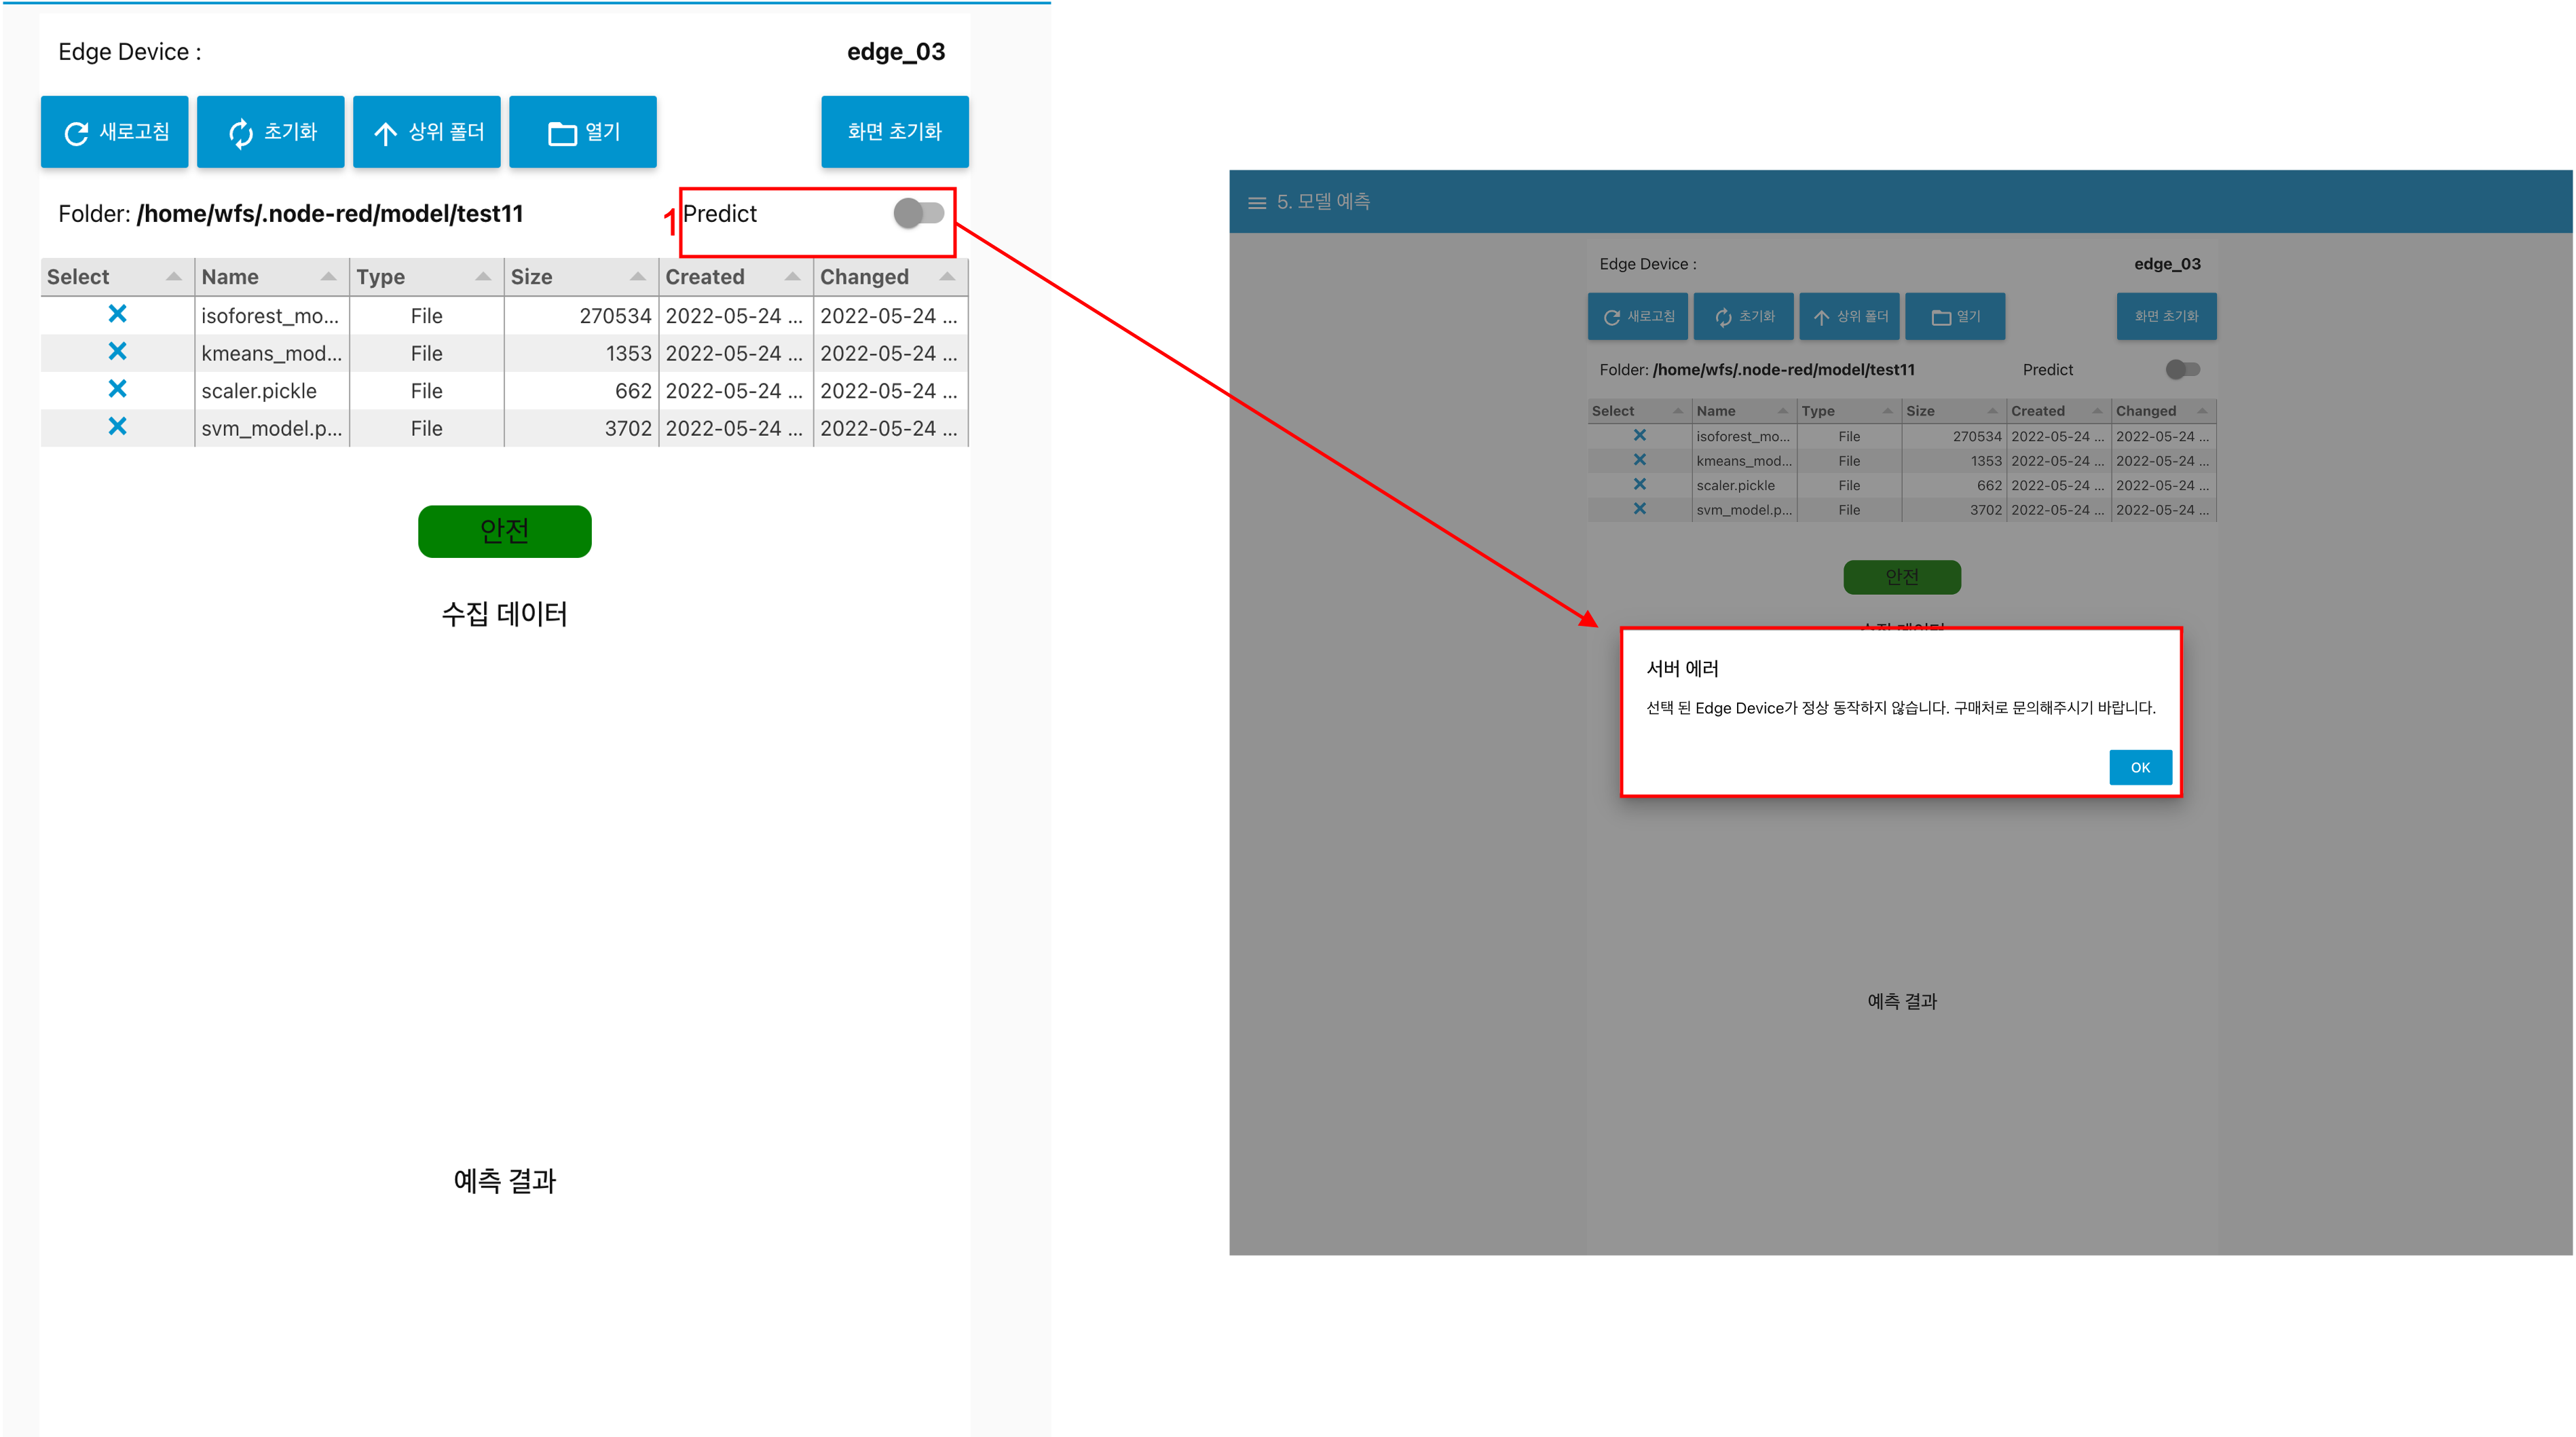 Edge Device :
edge_03
새로고침
초기화
상위 폴더
열기
화면 초기화
Folder: /home/wfs/.node-red/model/test11
1
Predict
Select Name Type Size Created Changed
isoforest_mo... File 270534 2022-05-24 ... 2022-05-24 ...
kmeans_mod... File 1353 2022-05-24 ... 2022-05-24 ...
scaler.pickle File 662 2022-05-24 ... 2022-05-24 ...
svm_model.p... File 3702 2022-05-24 ... 2022-05-24 ...
안전
수집 데이터
예측 결과
5. 모델 예측
Edge Device :
edge_03
새로고침
초기화
상위 폴더
열기
화면 초기화
Folder: /home/wfs/.node-red/model/test11
Predict
Select Name Type Size Created Changed
isoforest_mo... File 270534 2022-05-24 ... 2022-05-24 ...
kmeans_mod... File 1353 2022-05-24 ... 2022-05-24 ...
scaler.pickle File 662 2022-05-24 ... 2022-05-24 ...
svm_model.p... File 3702 2022-05-24 ... 2022-05-24 ...
안전
서버 에러
선택 된 Edge Device가 정상 동작하지 않습니다. 구매처로 문의해주시기 바랍니다.
OK
예측 결과